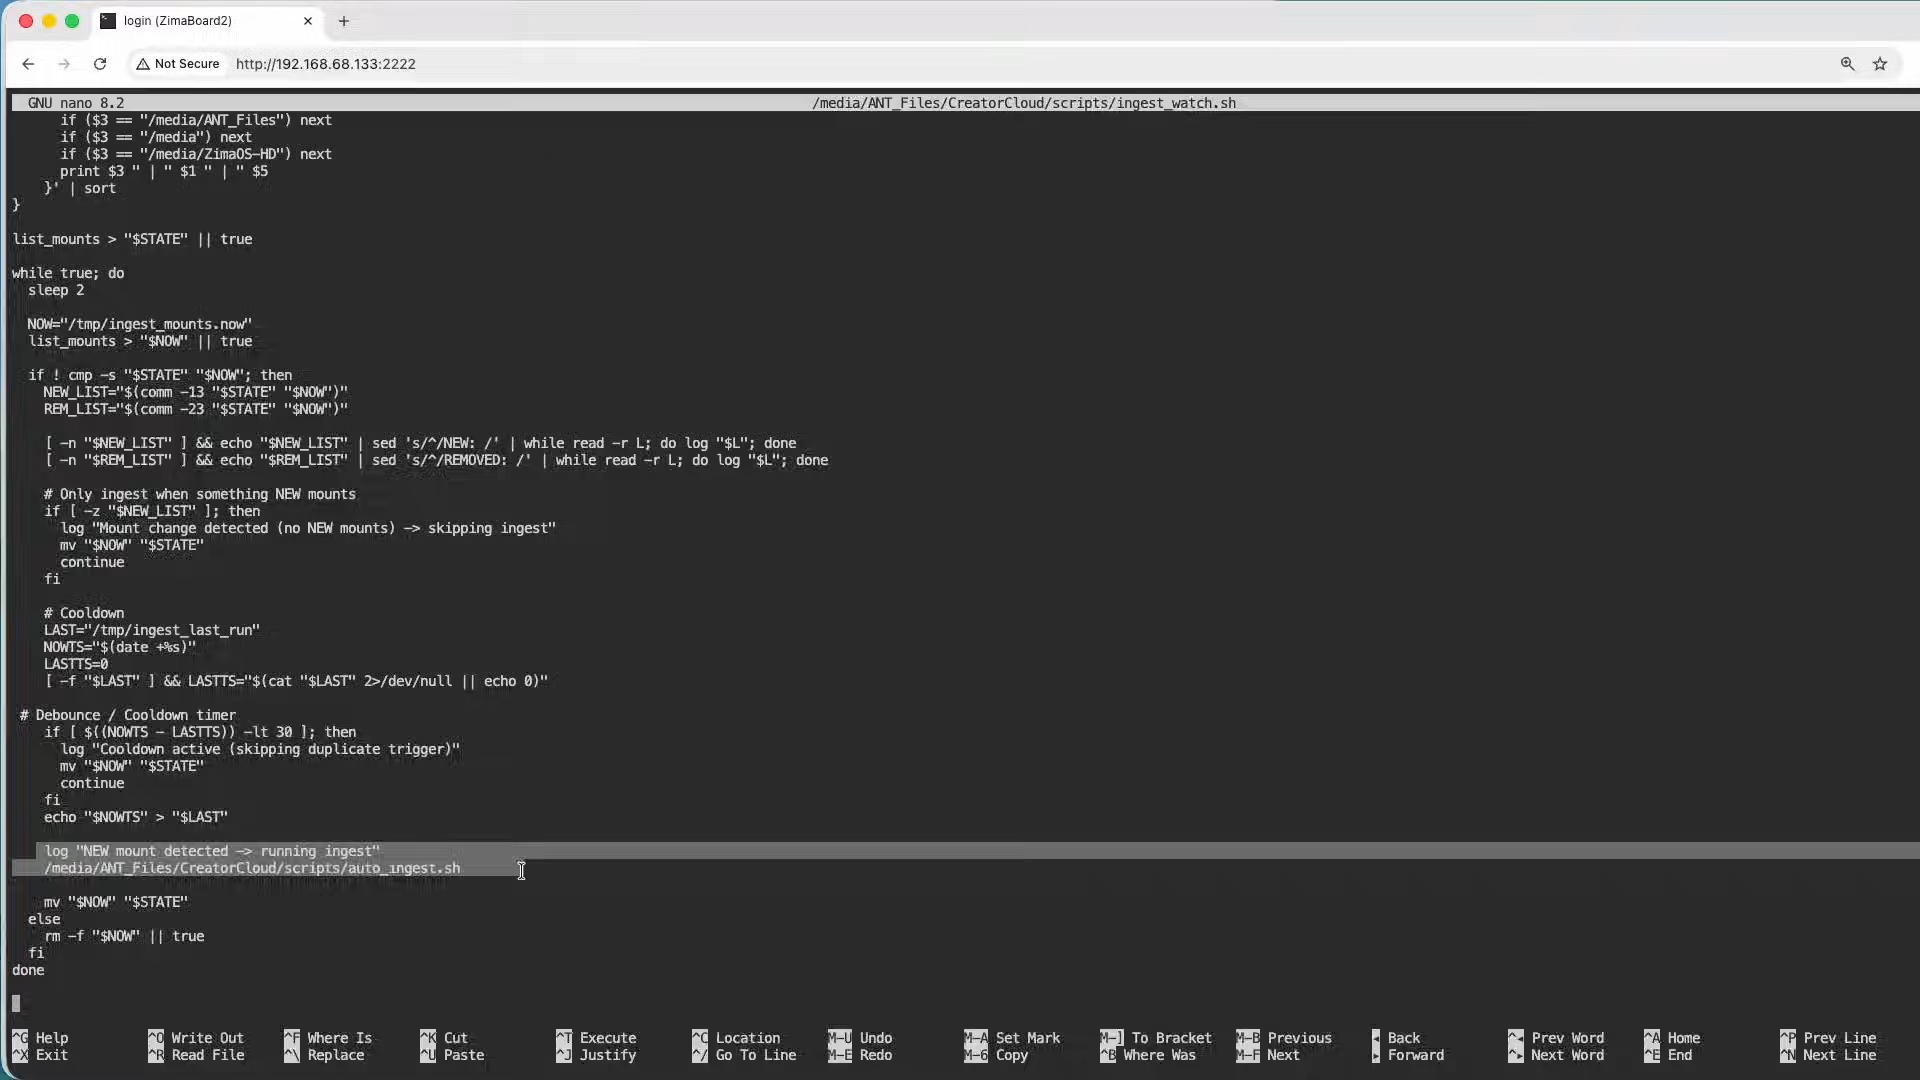 login (ZimaBoard2)
Not Secure http://192.168.68.133:2222
GNU nano 8.2 /media/ANT_Files/CreatorCloud/scripts/ingest_watch.sh
if ($3 == "/media/ANT_Files") next
if ($3 == "/media") next
if ($3 == "/media/ZimaOS-HD") next
print $3 " | " $1 " | " $5
}' | sort
}
list_mounts > "$STATE" || true
while true; do
sleep 2
NOW="/tmp/ingest_mounts.now"
list_mounts > "$NOW" || true
if ! cmp -s "$STATE" "$NOW"; then
NEW_LIST="$(comm -13 "$STATE" "$NOW")"
REM_LIST="$(comm -23 "$STATE" "$NOW")"
[ -n "$NEW_LIST" ] && echo "$NEW_LIST" | sed 's/^/NEW: /' | while read -r L; do log "$L"; done
[ -n "$REM_LIST" ] && echo "$REM_LIST" | sed 's/^/REMOVED: /' | while read -r L; do log "$L"; done
# Only ingest when something NEW mounts
if [ -z "$NEW_LIST" ]; then
log "Mount change detected (no NEW mounts) -> skipping ingest"
mv "$NOW" "$STATE"
continue
fi
# Cooldown
LAST="/tmp/ingest_last_run"
NOWTS="$(date +%s)"
LASTTS=0
[ -f "$LAST" ] && LASTTS="$(cat "$LAST" 2>/dev/null || echo 0)"
# Debounce / Cooldown timer
if [ $((NOWTS - LASTTS)) -lt 30 ]; then
log "Cooldown active (skipping duplicate trigger)"
mv "$NOW" "$STATE"
continue
fi
echo "$NOWTS" > "$LAST"
log "NEW mount detected -> running ingest"
/media/ANT_Files/CreatorCloud/scripts/auto_ingest.sh
mv "$NOW" "$STATE"
else
rm -f "$NOW" || true
fi
done
^G Help ^O Write Out ^F Where Is ^K Cut ^T Execute ^C Location M-U Undo M-A Set Mark M-] To Bracket M-B Previous ◂ Back ^◂ Prev Word ^A Home ^P Prev Line
^X Exit ^R Read File ^\ Replace ^U Paste ^J Justify ^/ Go To Line M-E Redo M-6 Copy ^B Where Was M-F Next ▸ Forward ^▸ Next Word ^E End ^N Next Line